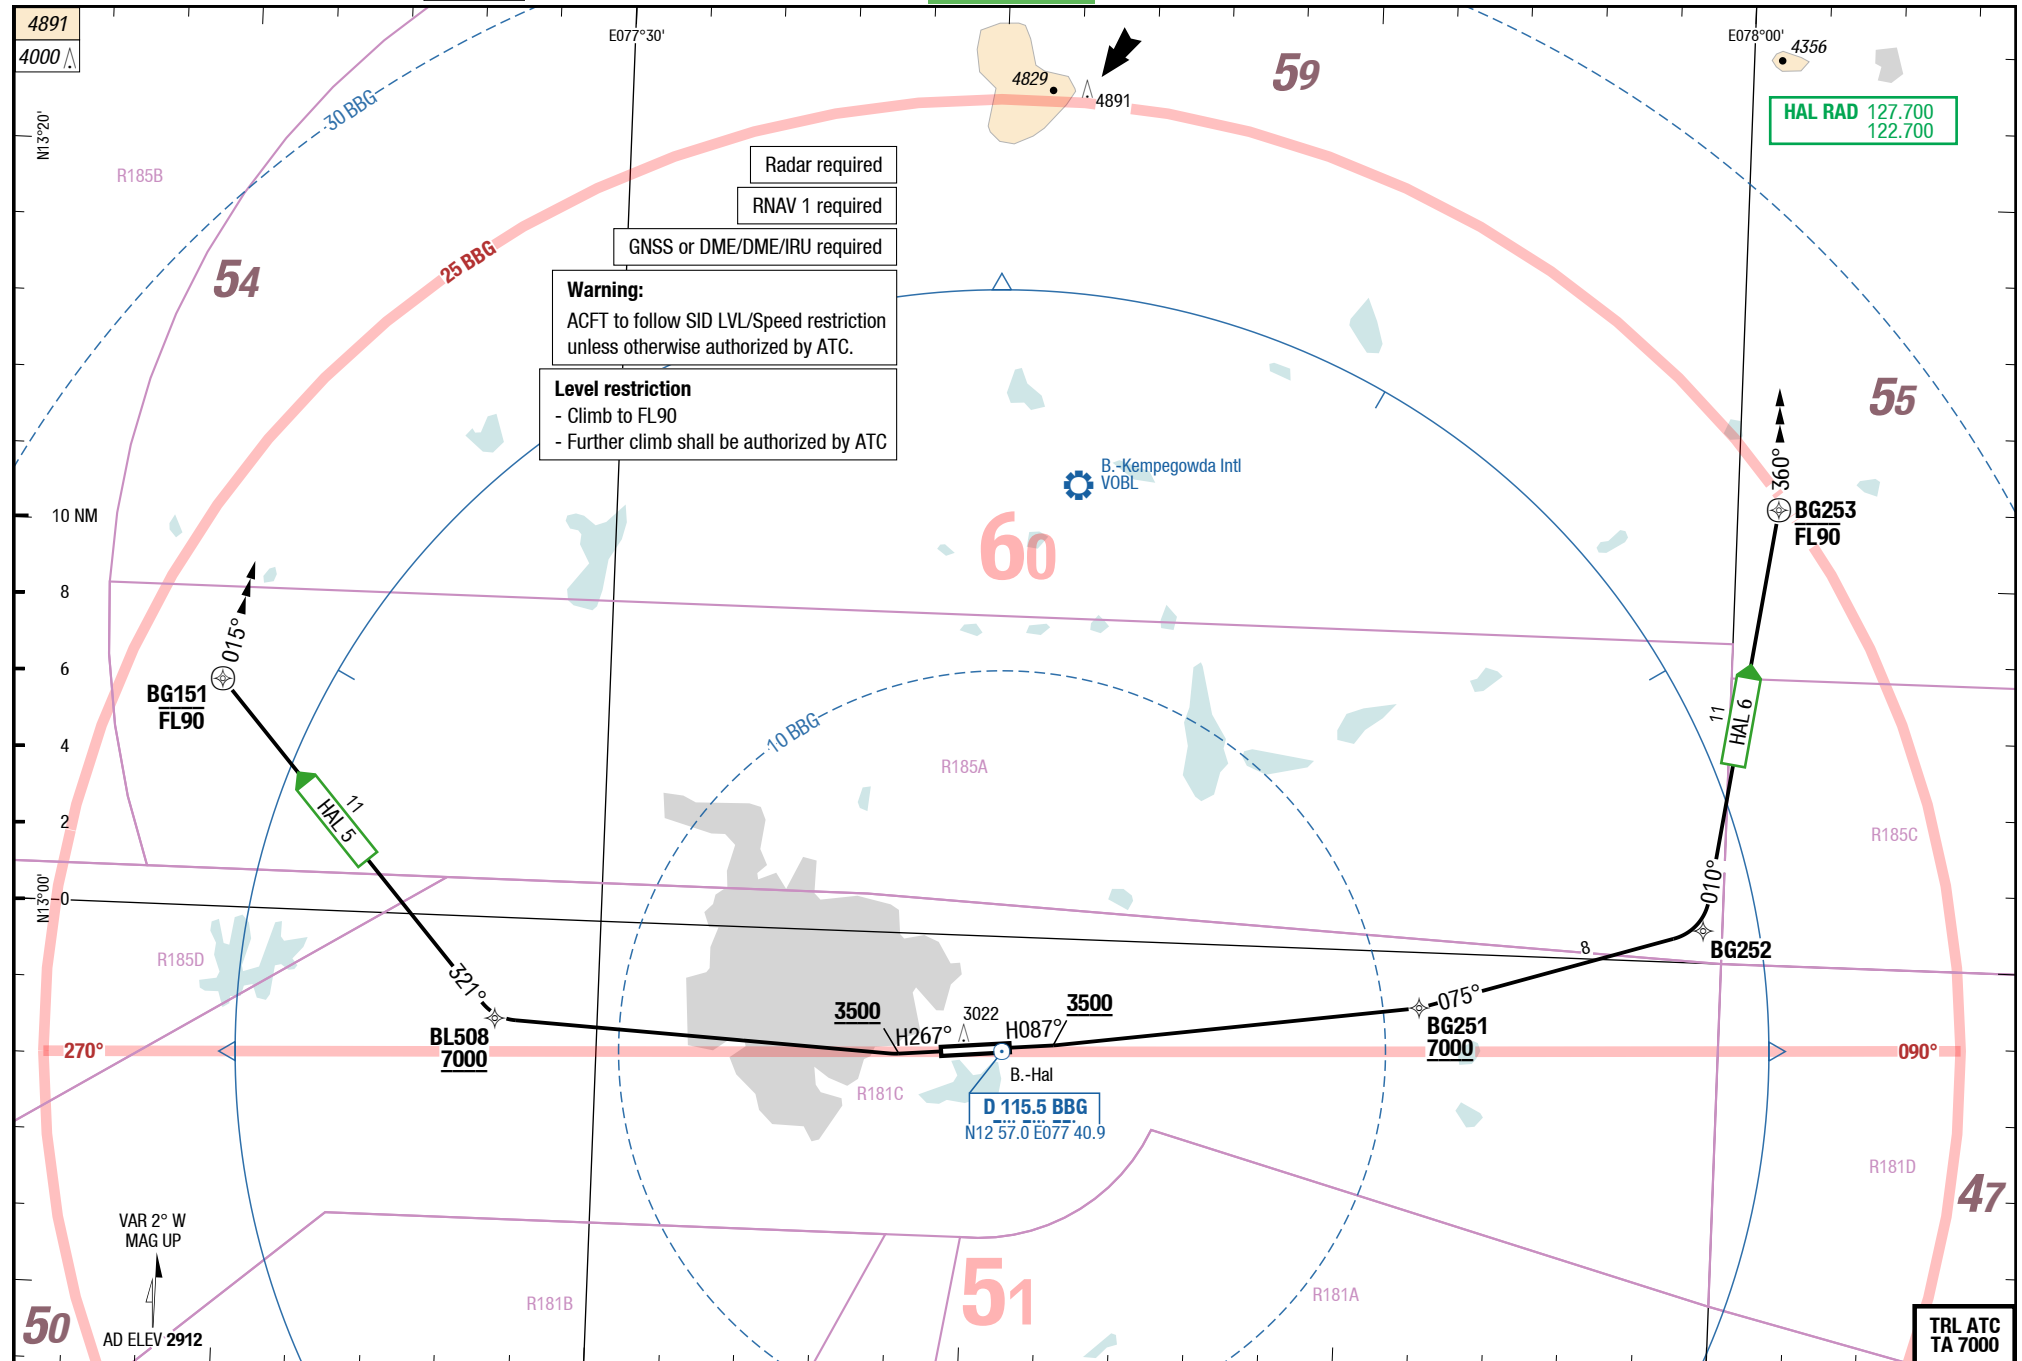 4891
4000
E077°30'
E078°00'
4829
4891
59
4356
HAL RAD 127.700
122.700
30 BBG
N13°20'
R185B
Radar required
RNAV 1 required
GNSS or DME/DME/IRU required
Warning:
ACFT to follow SID LVL/Speed restriction
unless otherwise authorized by ATC.
Level restriction
- Climb to FL90
- Further climb shall be authorized by ATC
25 BBG
54
55
B.-Kempegowda Intl
VOBL
60
360°
BG253
FL90
10 NM
8
6
4
2
0
N13°00'
015°
BG151
FL90
11
HAL 5
10 BBG
R185A
11
HAL 6
R185C
010°
R185D
321°
BL508
7000
8
BG252
075°
BG251
7000
3500
H267°
3022
H087°
3500
270°
090°
B.-Hal
R181C
D 115.5 BBG
N12 57.0 E077 40.9
R181D
47
VAR 2° W
MAG UP
50
AD ELEV 2912
R181B
51
R181A
TRL ATC
TA 7000